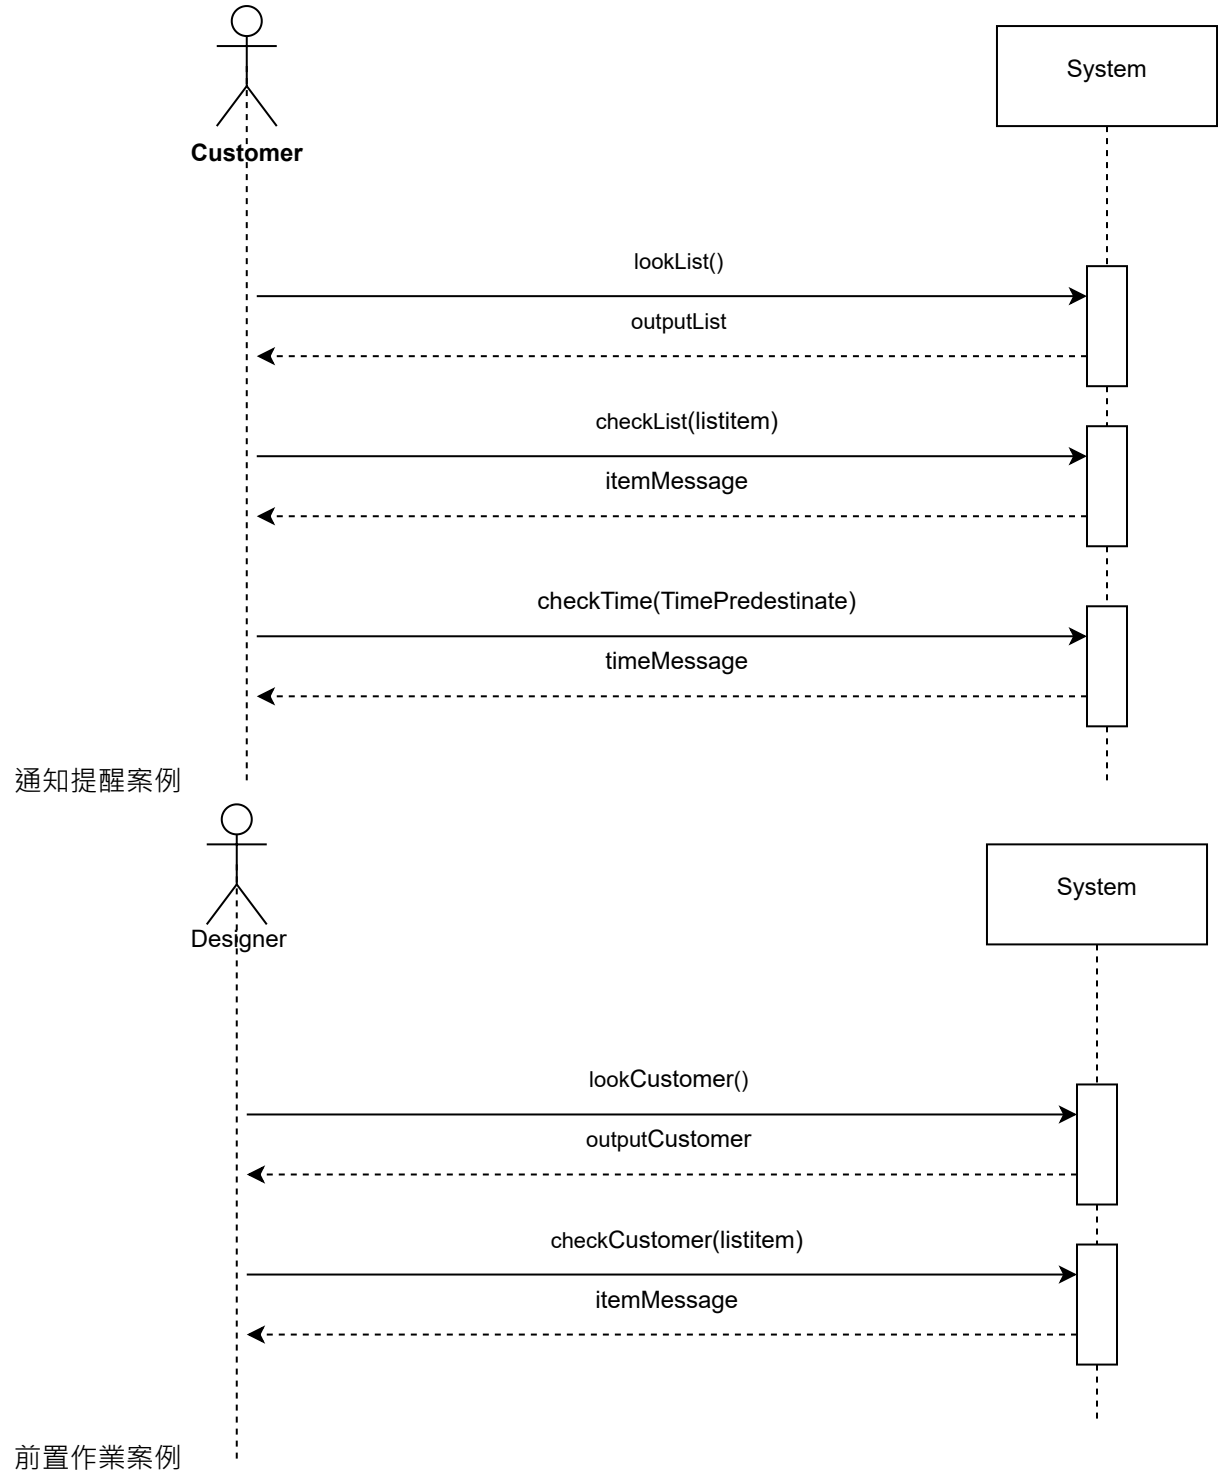 System
Customer
lookList()
outputList
checkList(listitem)
itemMessage
checkTime(TimePredestinate)
timeMessage
通知提醒案例
System
Designer
lookCustomer()
outputCustomer
checkCustomer(listitem)
itemMessage
前置作業案例